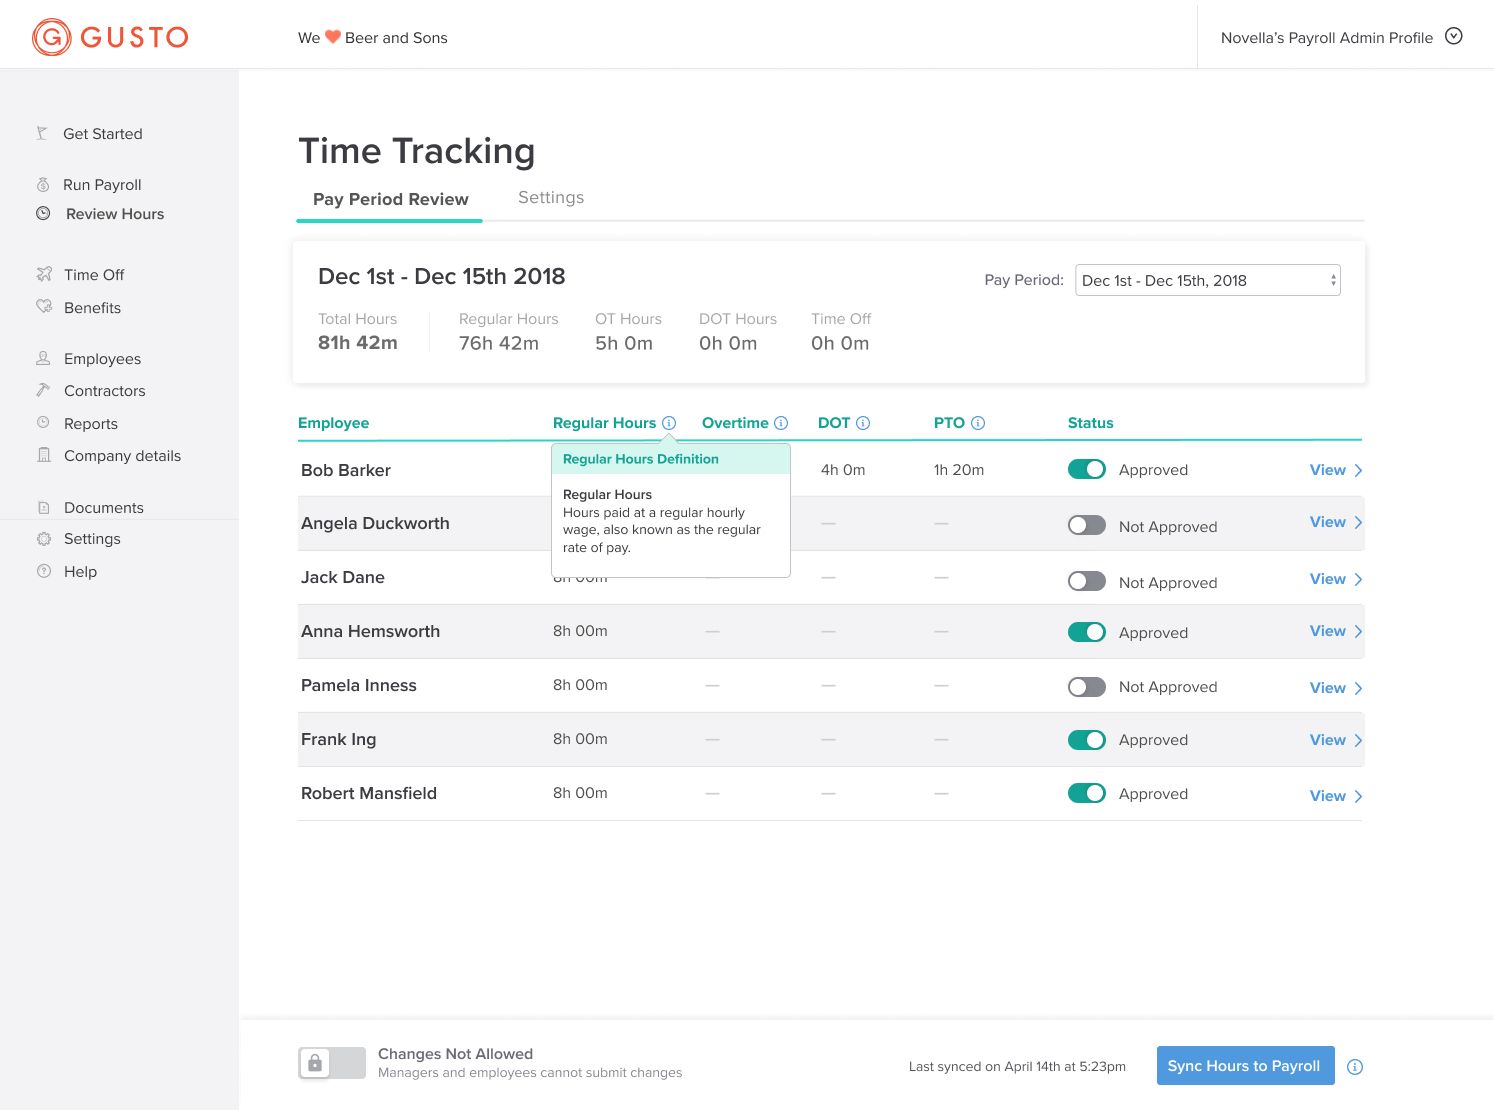 GUSTO
We ❤ Beer and Sons
Novella's Payroll Admin Profile
Get Started
Run Payroll
Review Hours
Time Off
Benefits
Employees
Contractors
Reports
Company details
Documents
Settings
Help
Time Tracking
Pay Period Review
Settings
Dec 1st - Dec 15th 2018
Pay Period: Dec 1st - Dec 15th, 2018
Total Hours Regular Hours OT Hours DOT Hours Time Off
81h 42m 76h 42m 5h 0m 0h 0m 0h 0m
Employee Regular Hours Overtime DOT PTO Status
Bob Barker 4h 0m 1h 20m Approved View
Regular Hours Definition
Regular Hours
Hours paid at a regular hourly
wage, also known as the regular
rate of pay.
Angela Duckworth — — Not Approved View
Jack Dane 8h 00m — — — Not Approved View
Anna Hemsworth 8h 00m — — — Approved View
Pamela Inness 8h 00m — — — Not Approved View
Frank Ing 8h 00m — — — Approved View
Robert Mansfield 8h 00m — — — Approved View
Changes Not Allowed
Managers and employees cannot submit changes
Last synced on April 14th at 5:23pm
Sync Hours to Payroll